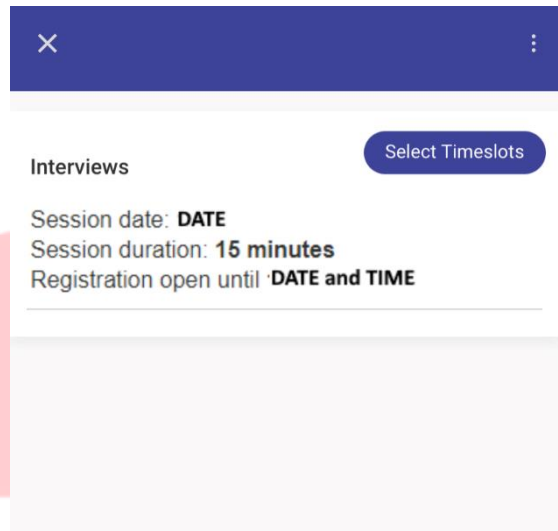 Select Timeslots
Interviews
Session date: DATE
Session duration: 15 minutes
Registration open until DATE and TIME